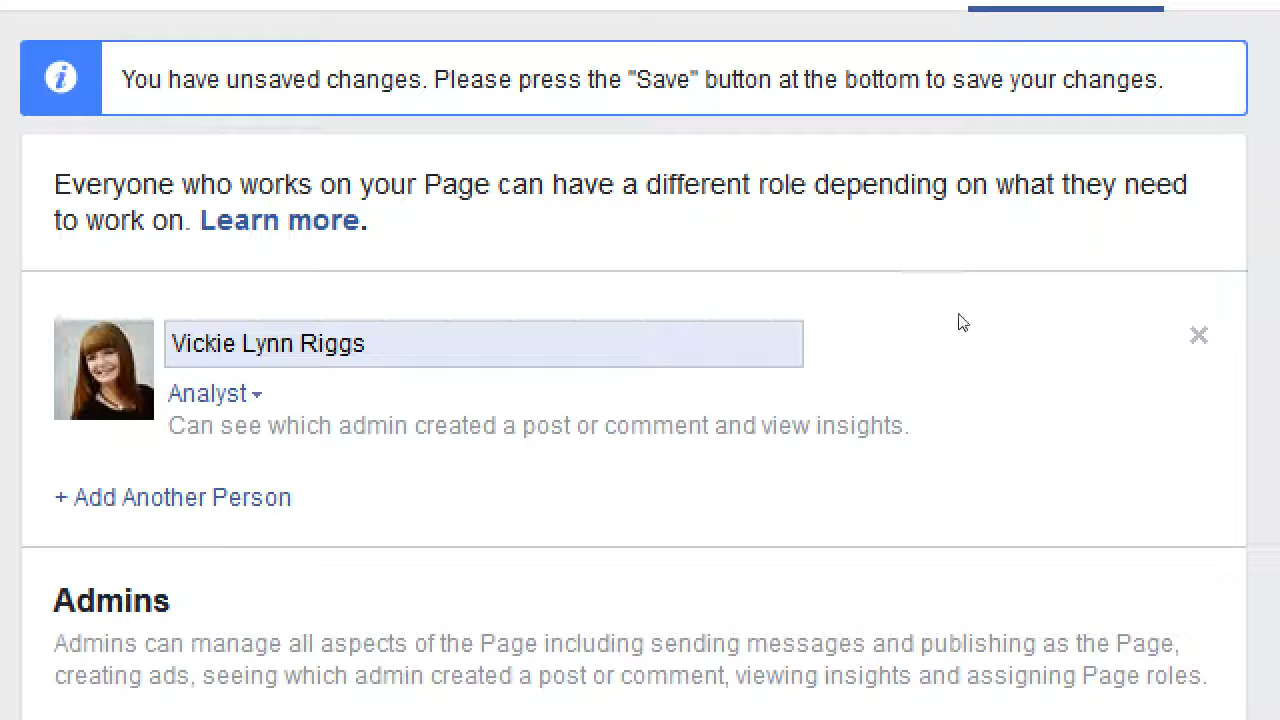 You have unsaved changes. Please press the "Save" button at the bottom to save your changes.
Everyone who works on your Page can have a different role depending on what they need
to work on. Learn more.
Vickie Lynn Riggs
Analyst
Can see which admin created a post or comment and view insights.
+ Add Another Person
Admins
Admins can manage all aspects of the Page including sending messages and publishing as the Page,
creating ads, seeing which admin created a post or comment, viewing insights and assigning Page roles.